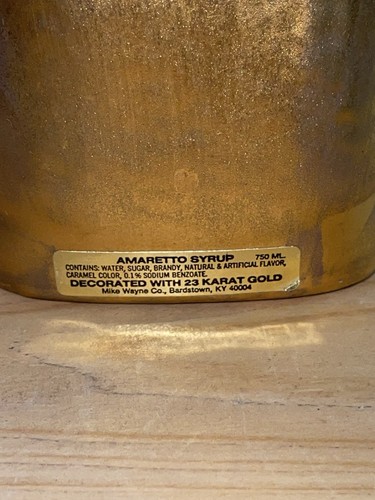 AMARETTO SYRUP 750 ML.
CONTAINS: WATER, SUGAR, BRANDY, NATURAL & ARTIFICIAL FLAVOR,
CARAMEL COLOR, 0.1% SODIUM BENZOATE.
DECORATED WITH 23 KARAT GOLD
Mike Wayne Co., Bardstown, KY 40004